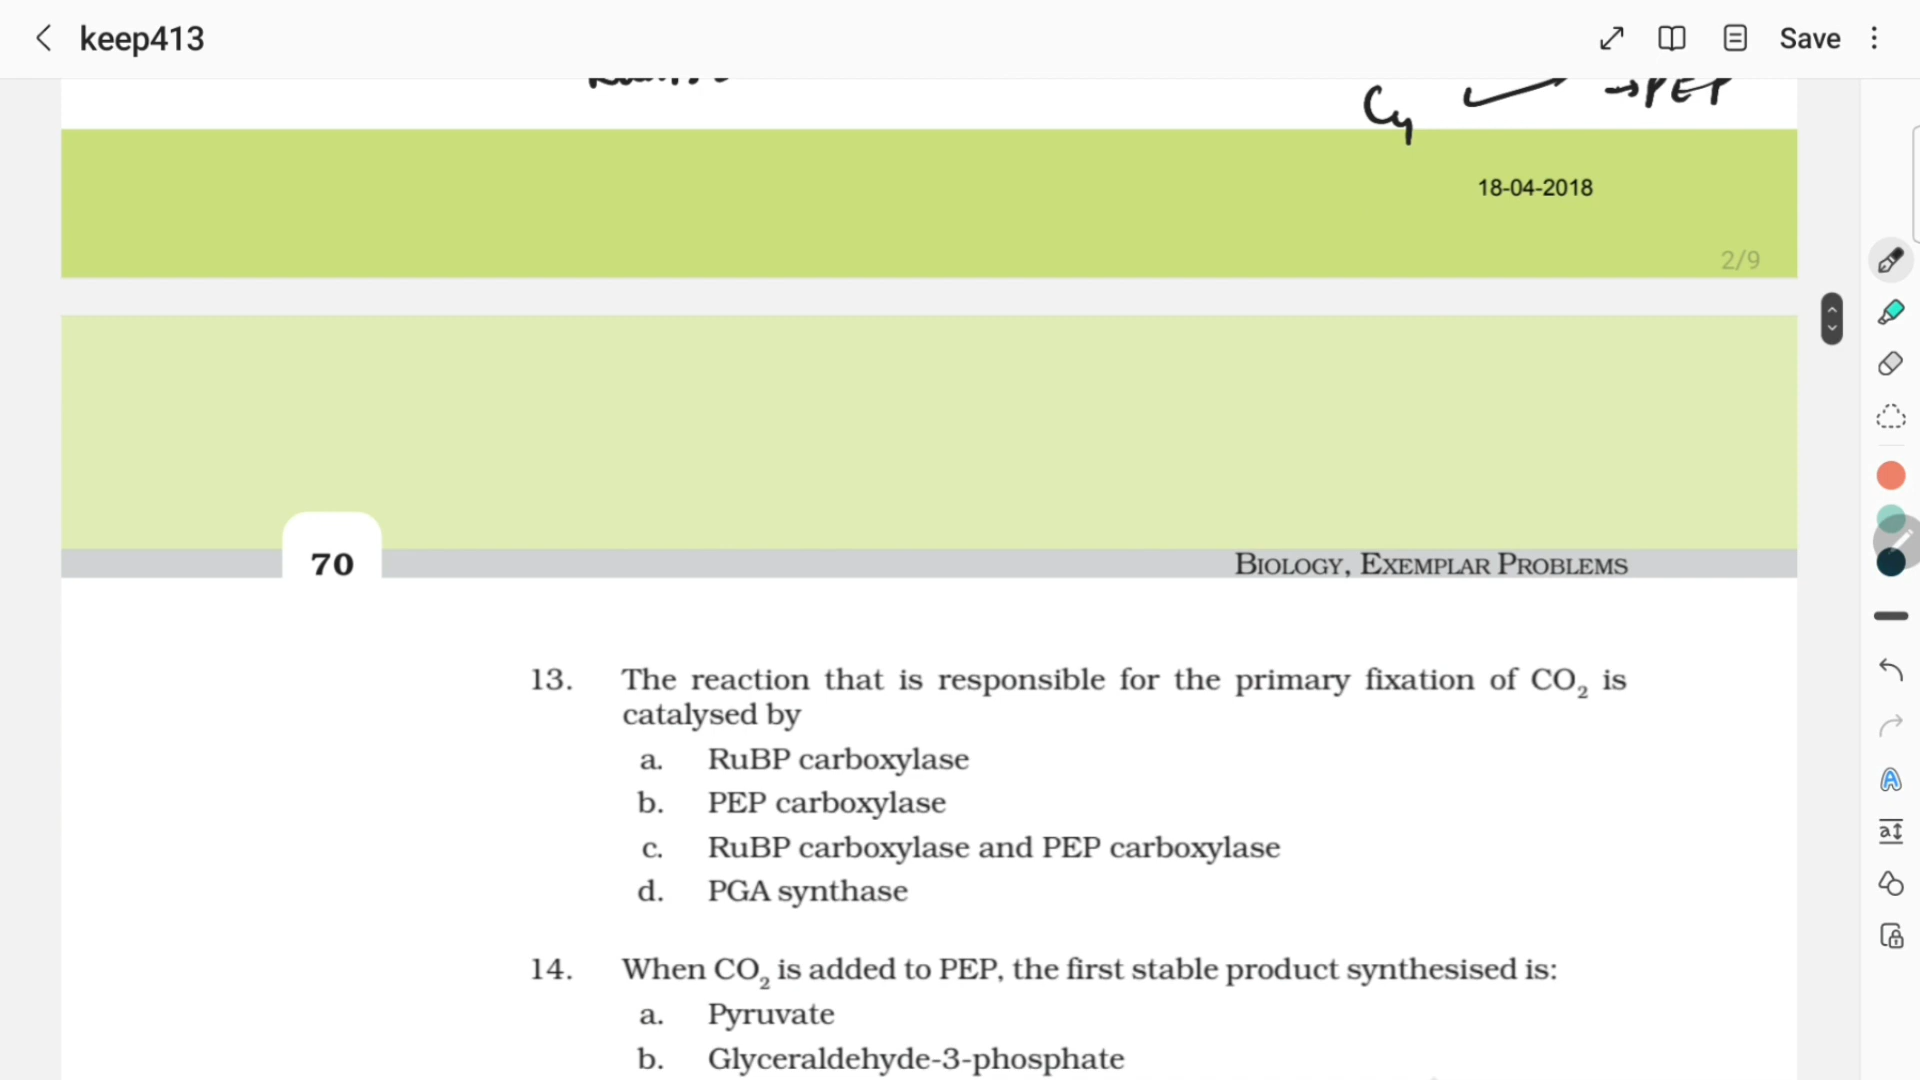 keep413
Save
C4 → PEP
18-04-2018
2/9
70
BIOLOGY, EXEMPLAR PROBLEMS
13. The reaction that is responsible for the primary fixation of CO₂ is
catalysed by
a. RuBP carboxylase
b. PEP carboxylase
c. RuBP carboxylase and PEP carboxylase
d. PGA synthase
14. When CO₂ is added to PEP, the first stable product synthesised is:
a. Pyruvate
b. Glyceraldehyde-3-phosphate